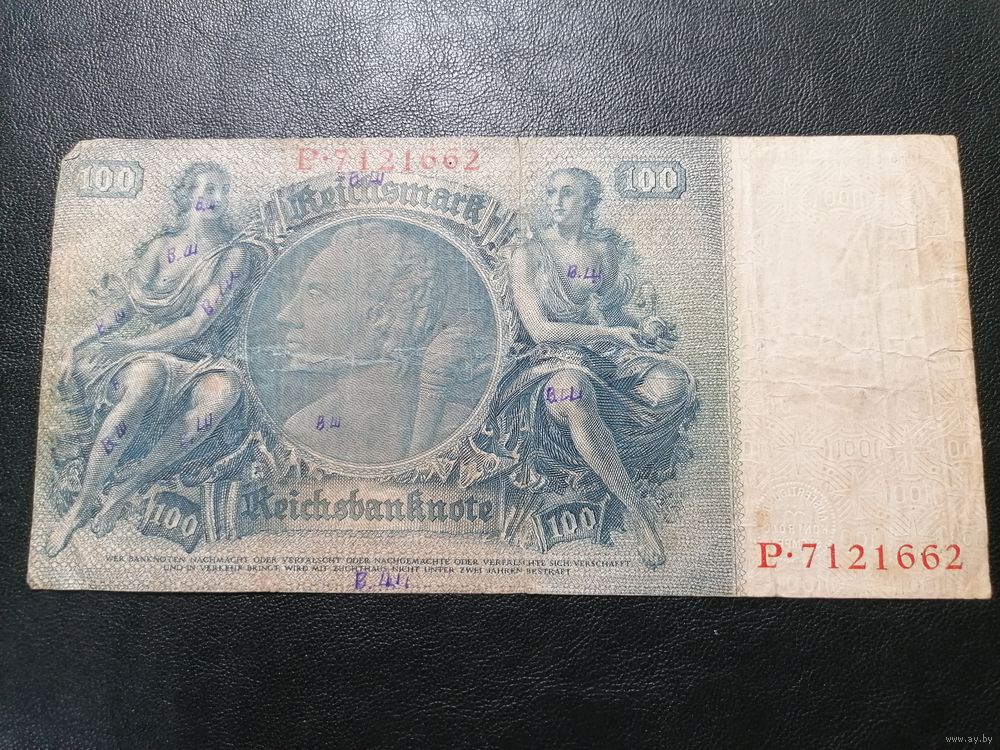 P·7121662
100
Reichsmark
100
В.Ш
В.Ш
В.Ш
В.Ш
В.Ш
В.Ш
В.Ш
В.Ш
100
Reichsbanknote
100
WER BANKNOTEN NACHMACHT ODER VERFÄLSCHT ODER NACHGEMACHTE ODER VERFÄLSCHTE SICH VERSCHAFFT
UND IN VERKEHR BRINGT, WIRD MIT ZUCHTHAUS NICHT UNTER ZWEI JAHREN BESTRAFT
В.Ш
P·7121662
www.ay.by